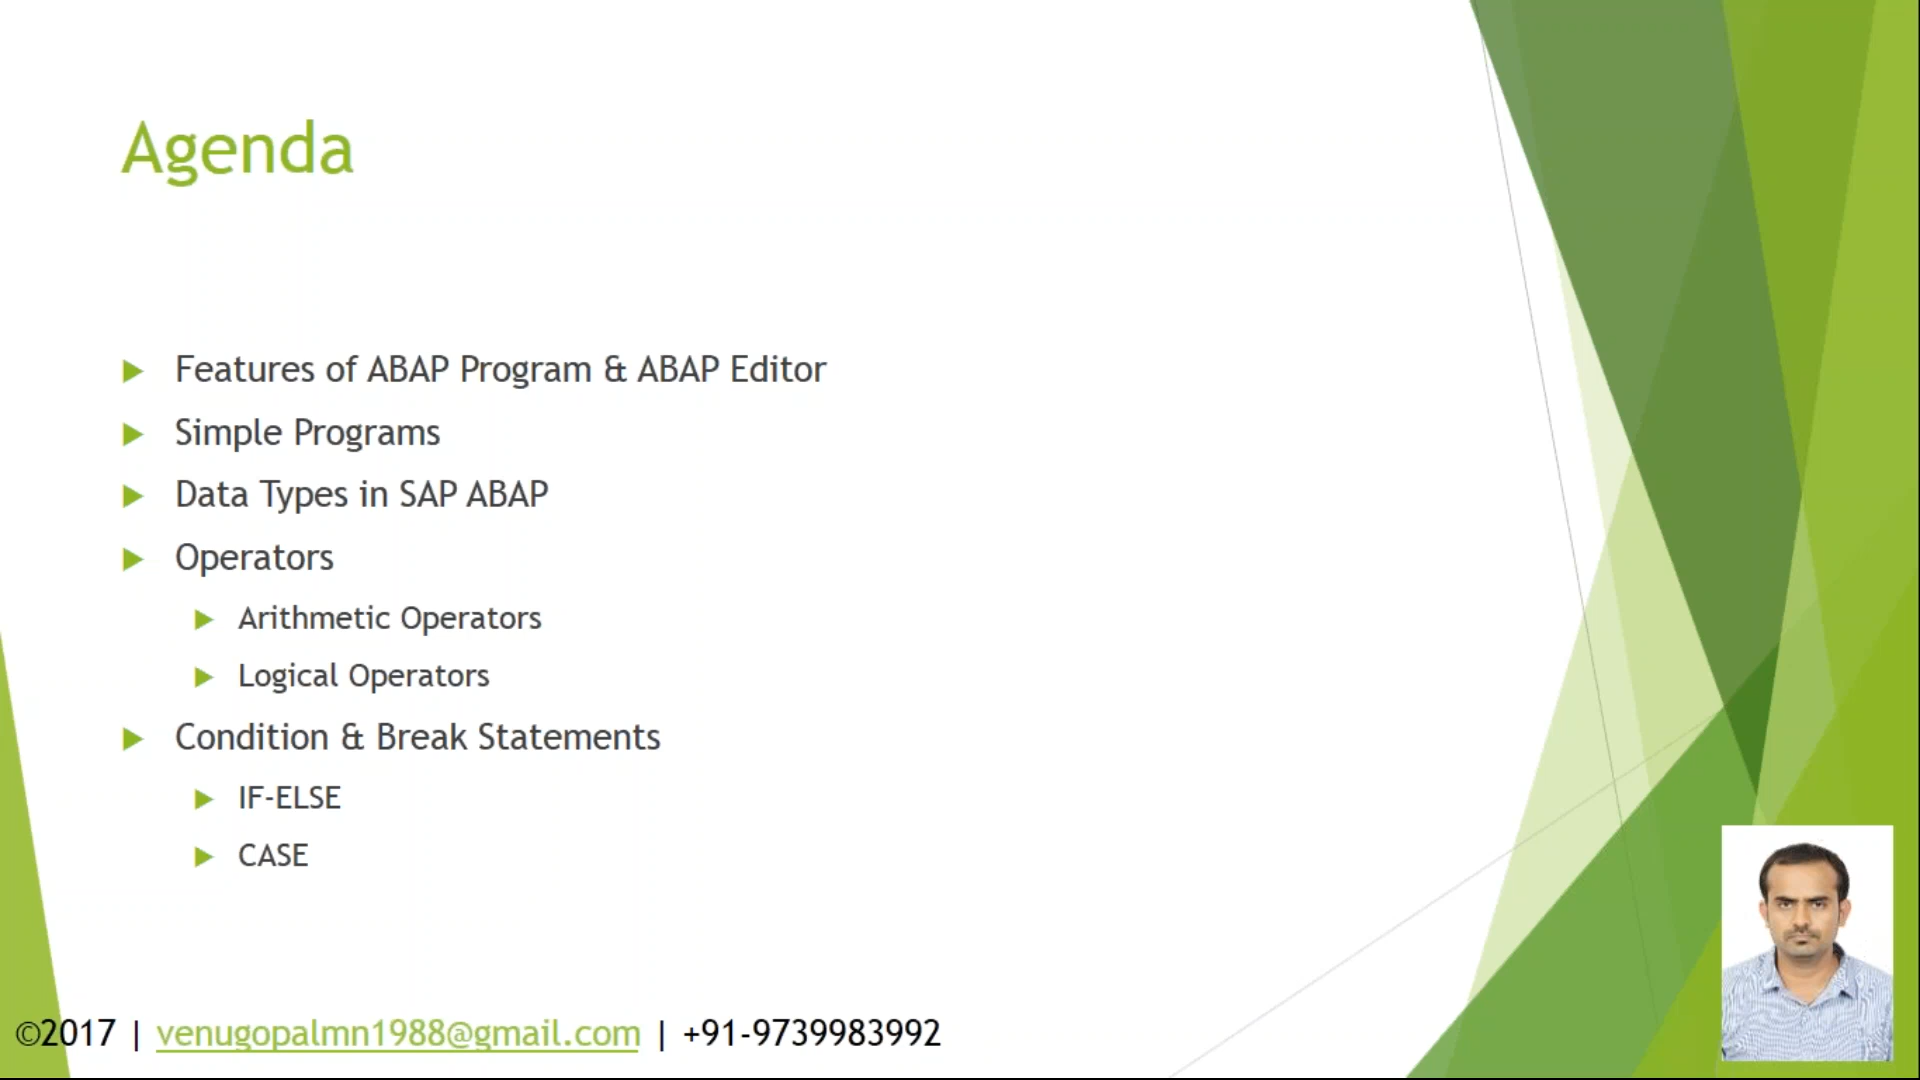 Agenda
Features of ABAP Program & ABAP Editor
Simple Programs
Data Types in SAP ABAP
Operators
Arithmetic Operators
Logical Operators
Condition & Break Statements
IF-ELSE
CASE
©2017 | venugopalmn1988@gmail.com | +91-9739983992